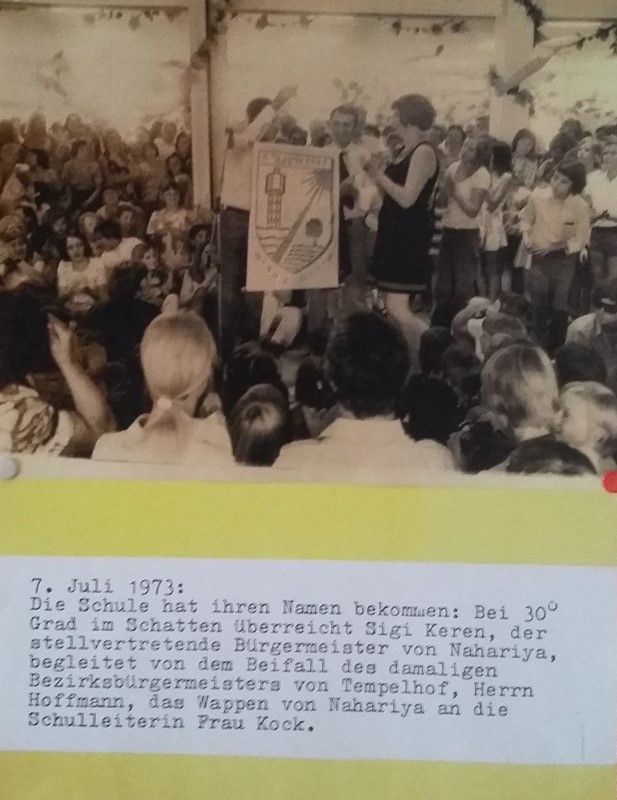 7. Juli 1973:
Die Schule hat ihren Namen bekommen: Bei 30°
Grad im Schatten überreicht Sigi Keren, der
stellvertretende Bürgermeister von Nahariya,
begleitet von dem Beifall des damaligen
Bezirksbürgermeisters von Tempelhof, Herrn
Hoffmann, das Wappen von Nahariya an die
Schulleiterin Frau Kock.